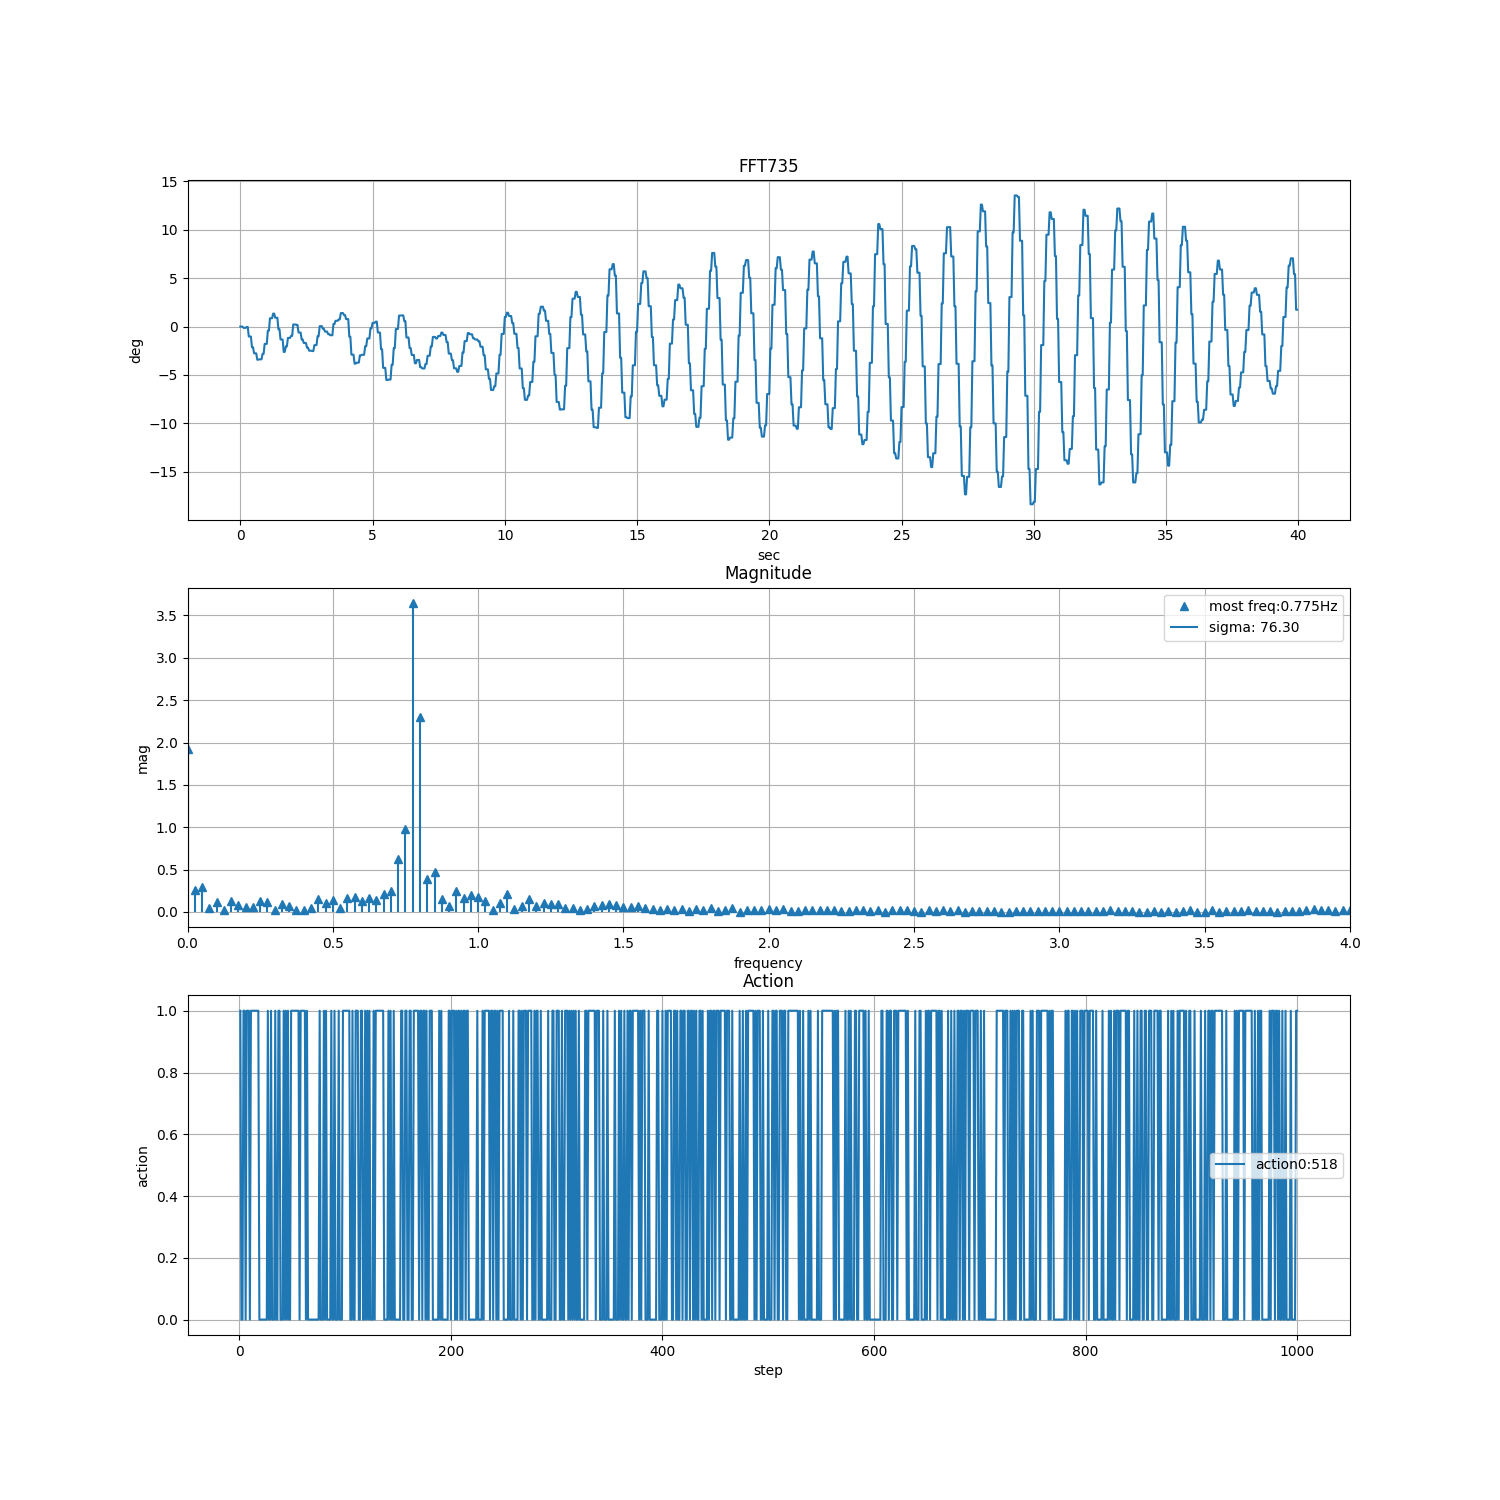 FFT735
15
10
5
0
−5
−10
−15
deg
0 5 10 15 20 25 30 35 40
sec
Magnitude
3.5
3.0
2.5
2.0
1.5
1.0
0.5
0.0
mag
most freq:0.775Hz
sigma: 76.30
0.0 0.5 1.0 1.5 2.0 2.5 3.0 3.5 4.0
frequency
Action
1.0
0.8
0.6
0.4
0.2
0.0
action
action0:518
0 200 400 600 800 1000
step